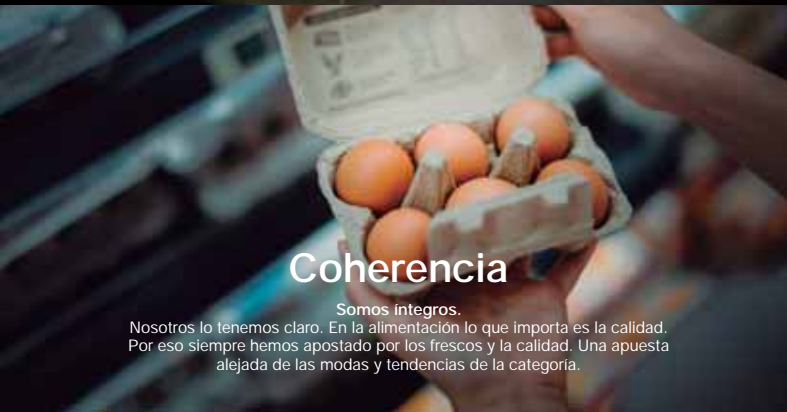 Coherencia
Somos íntegros.
Nosotros lo tenemos claro. En la alimentación lo que importa es la calidad.
Por eso siempre hemos apostado por los frescos y la calidad. Una apuesta
alejada de las modas y tendencias de la categoría.